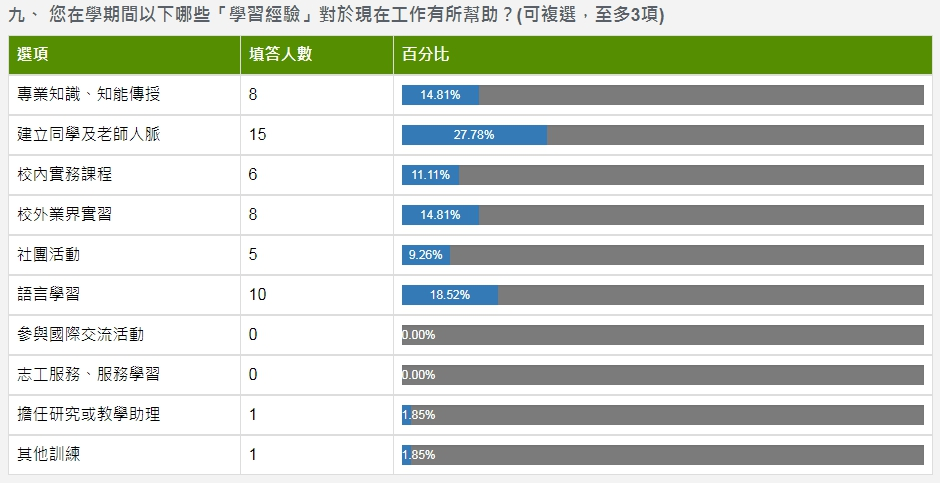 九、 您在學期間以下哪些「學習經驗」對於現在工作有所幫助？(可複選，至多3項)
選項 填答人數 百分比
專業知識、知能傳授 8 14.81%
建立同學及老師人脈 15 27.78%
校內實務課程 6 11.11%
校外業界實習 8 14.81%
社團活動 5 9.26%
語言學習 10 18.52%
參與國際交流活動 0 0.00%
志工服務、服務學習 0 0.00%
擔任研究或教學助理 1 1.85%
其他訓練 1 1.85%